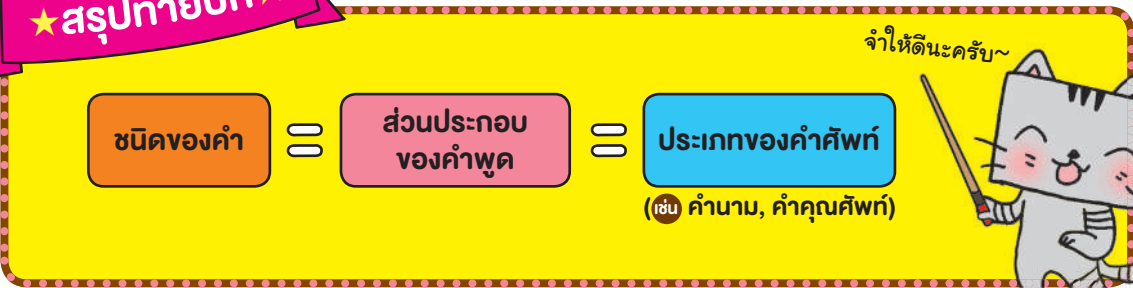 สรุปท้ายบท
จำให้ดีนะครับ~
ชนิดของคำ
=
ส่วนประกอบ
ของคำพูด
=
ประเภทของคำศัพท์
(เช่น คำนาม, คำคุณศัพท์)